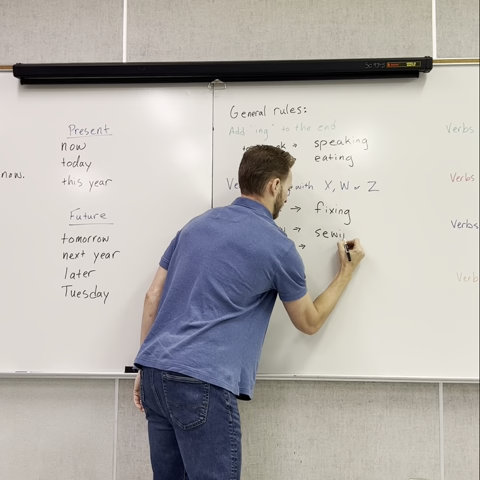 now.
Present
now
today
this year
Future
tomorrow
next year
later
Tuesday
General rules:
Add ing to the end
→ speaking
eating
with X, W or Z
→ fixing
→ sewi
→
Verbs
Verbs
Verbs
Verbs